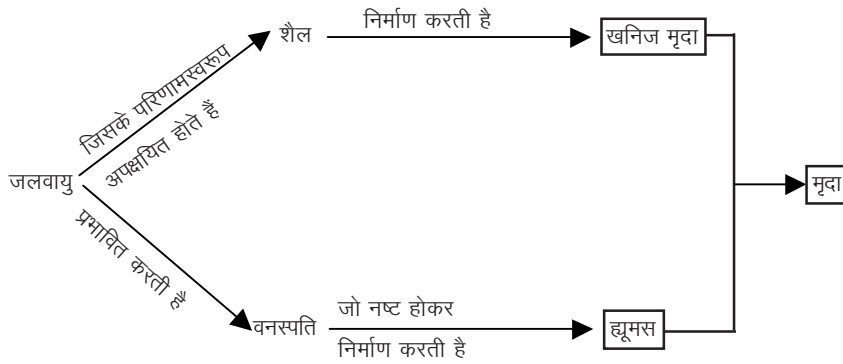 शैल
निर्माण करती है
खनिज मृदा
जिसके परिणामस्वरूप
अपक्षयित होते हैं
जलवायु
मृदा
प्रभावित करती है
वनस्पति
जो नष्ट होकर
निर्माण करती है
ह्यूमस